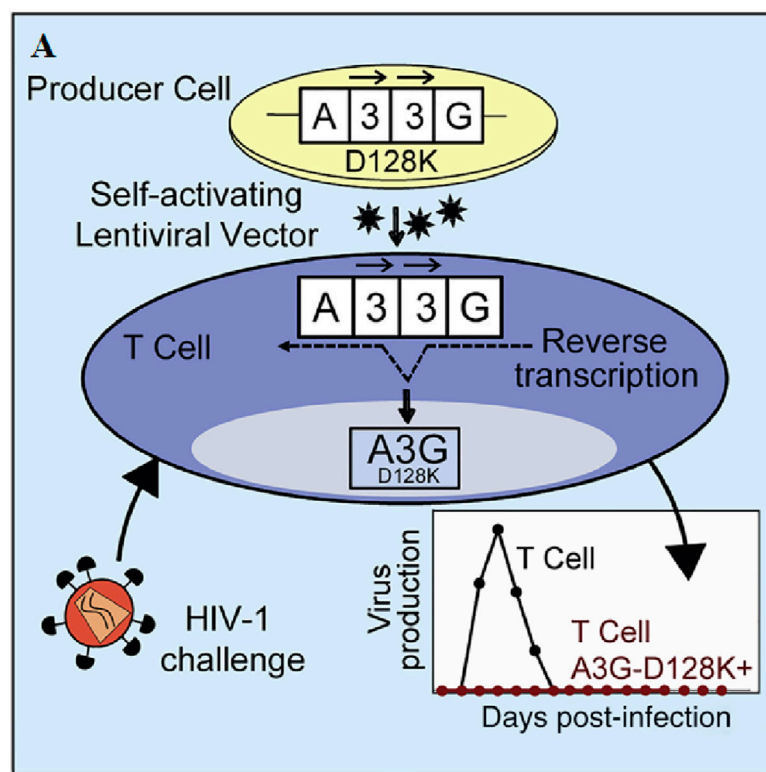 A
Producer Cell
A 3 3 G
D128K
Self-activating
Lentiviral Vector
A 3 3 G
T Cell
Reverse
transcription
A3G
D128K
HIV-1
challenge
Virus
production
T Cell
T Cell
A3G-D128K+
Days post-infection